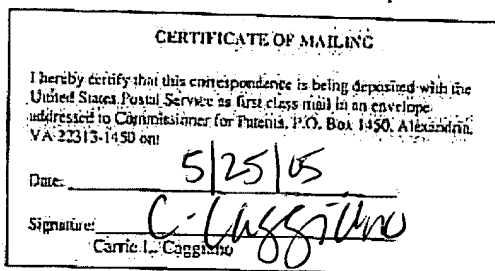 CERTIFICATE OF MAILING
I hereby certify that this correspondence is being deposited with the
United States Postal Service as first class mail in an envelope
addressed to Commissioner for Patents, P.O. Box 1450, Alexandria,
VA 22313-1450 on:
Date: 5/25/05
Signature: C. Caggiano
Carrie L. Caggiano